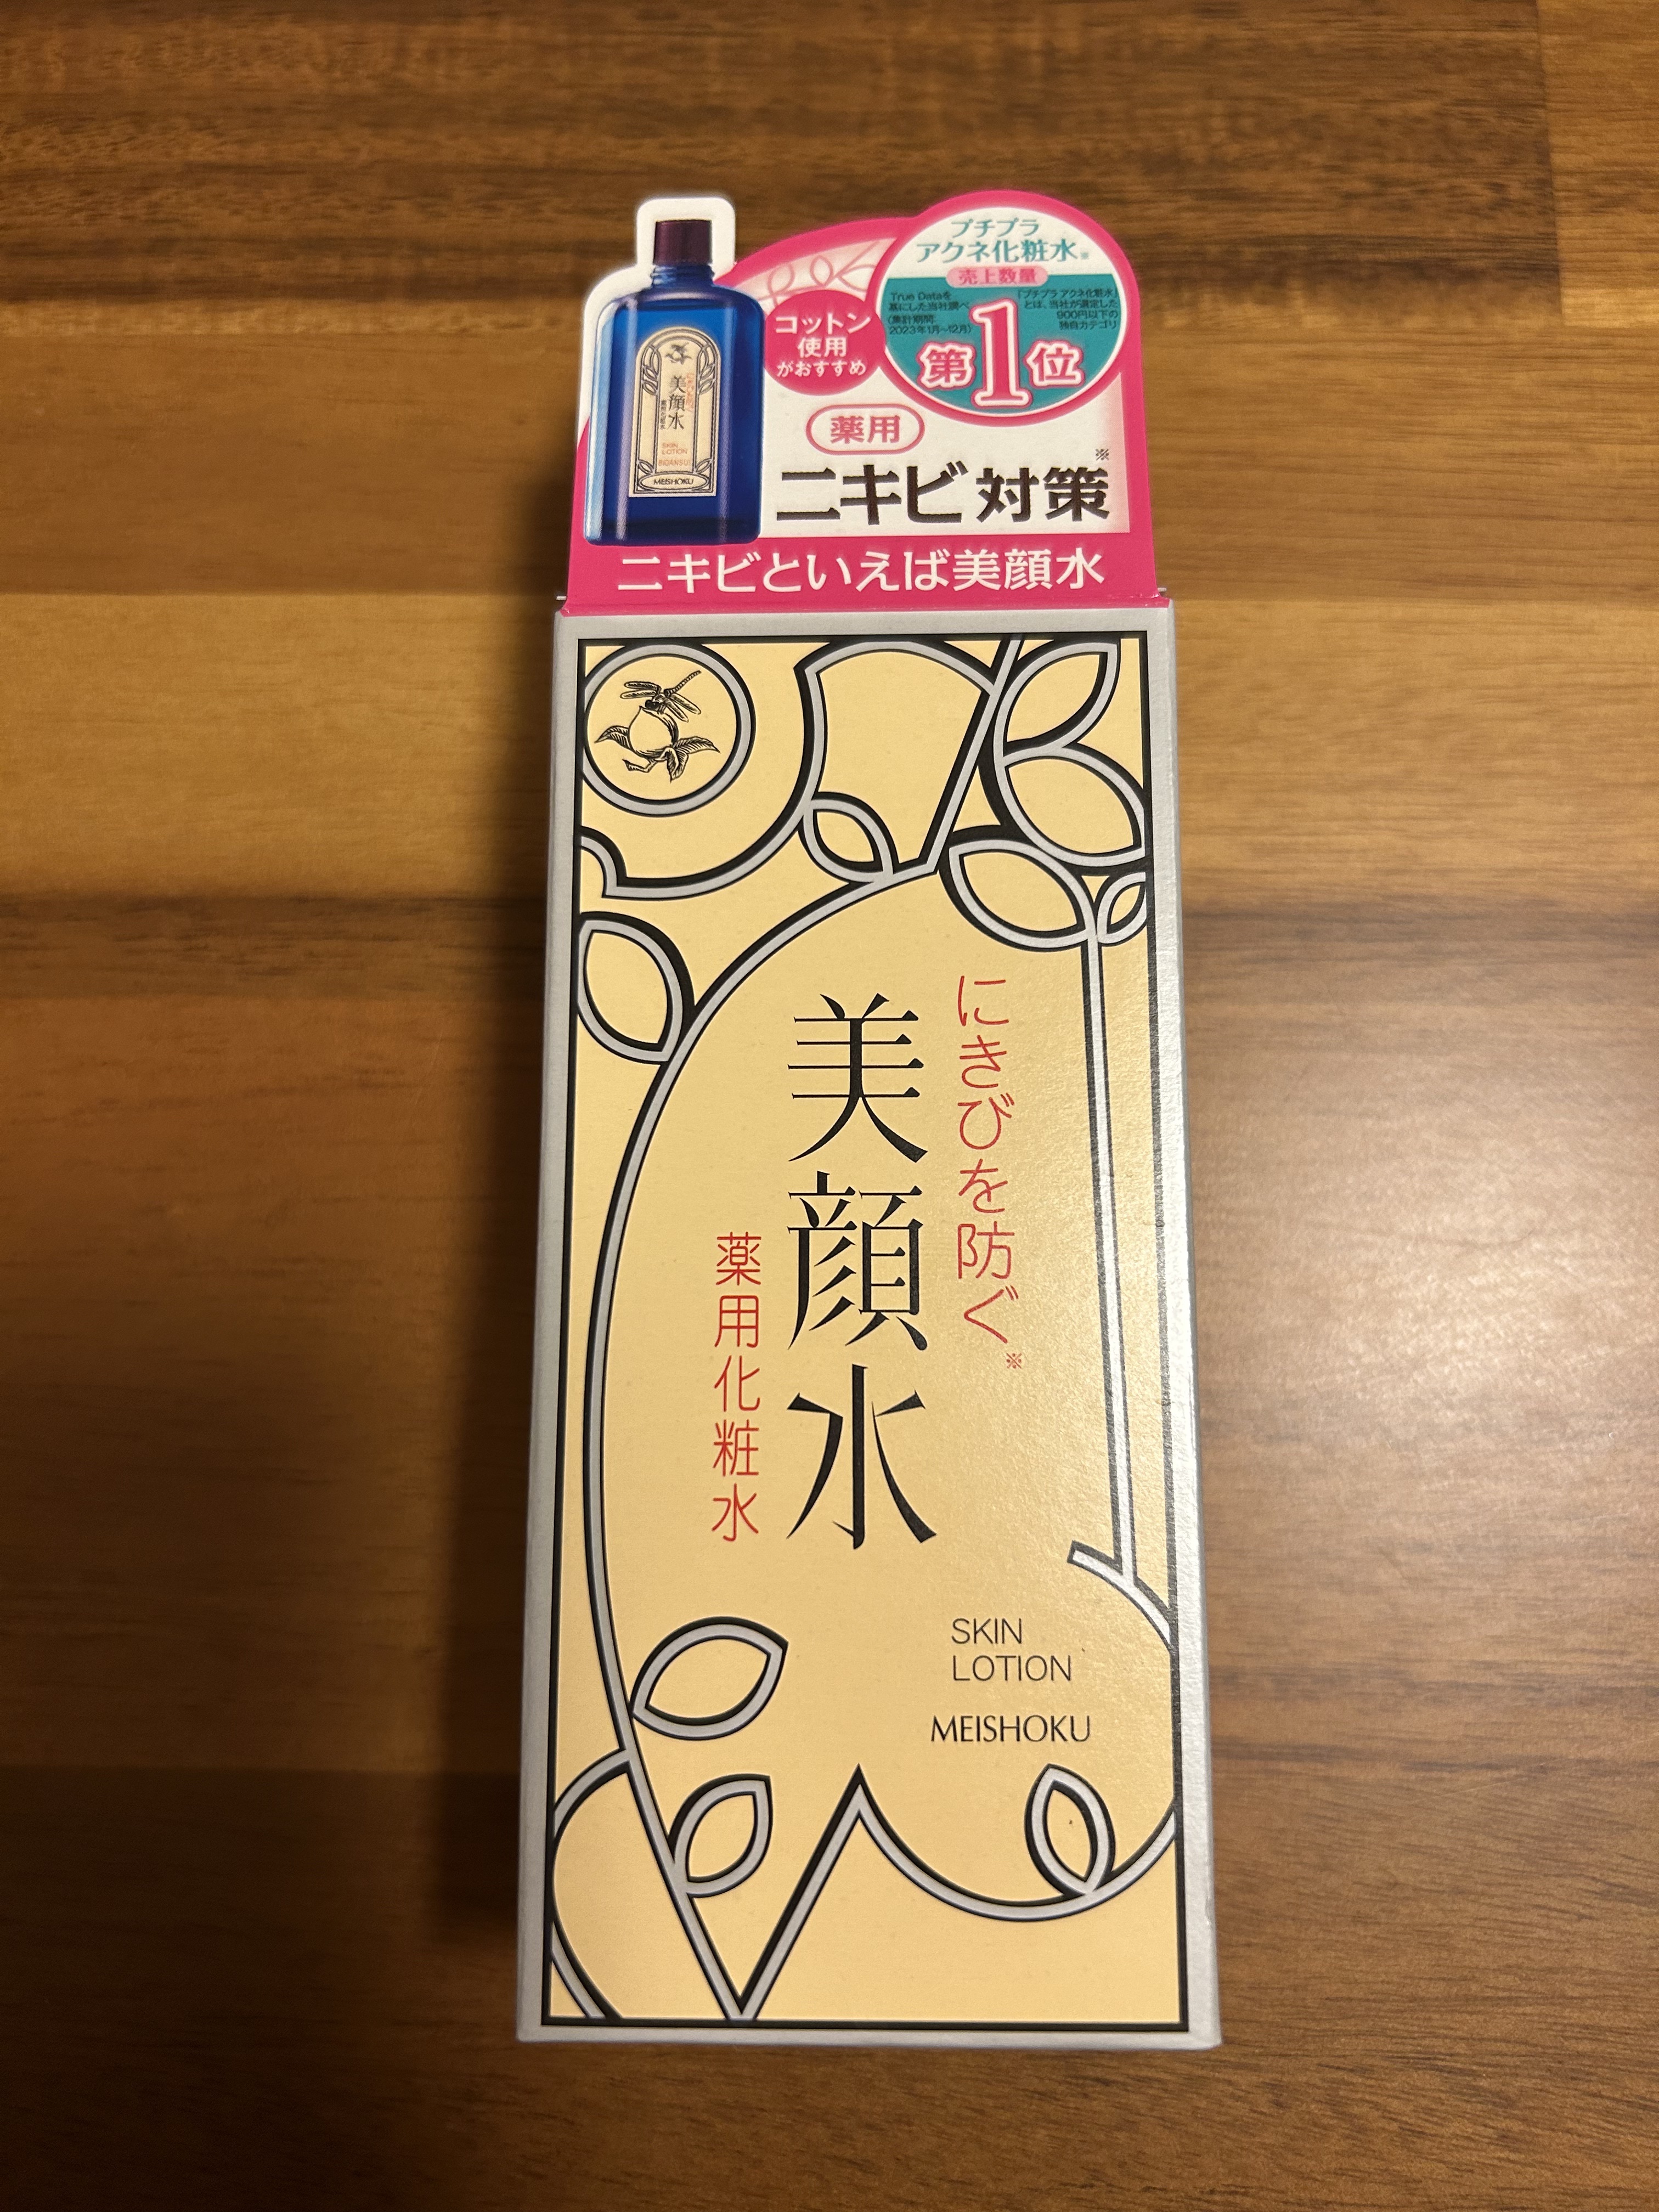 プチプラ
アクネ化粧水※
売上数量
True Dataを
基にした当社調べ
(集計期間:
2023年1月~12月)
「プチプラ アクネ化粧水」
とは、当社が選定した
900円以下の
独自カテゴリ
第1位
コットン
使用
がおすすめ
薬用
ニキビ対策※
美顔水
SKIN
LOTION
BIGANSUI
MEISHOKU
ニキビといえば美顔水
にきびを防ぐ※
美顔水
薬用化粧水
SKIN
LOTION
MEISHOKU